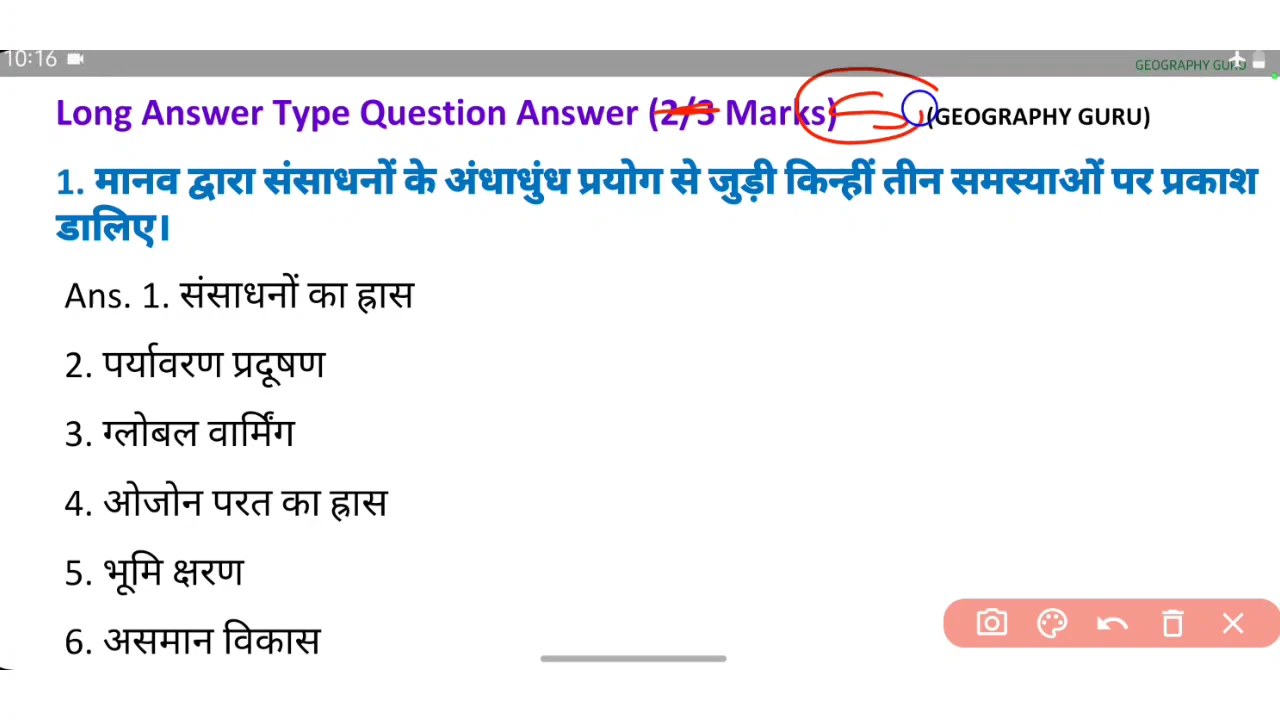 10:16
GEOGRAPHY GURU
Long Answer Type Question Answer (2/3 Marks) 5 (GEOGRAPHY GURU)
1. मानव द्वारा संसाधनों के अंधाधुंध प्रयोग से जुड़ी किन्हीं तीन समस्याओं पर प्रकाश
डालिए।
Ans. 1. संसाधनों का ह्रास
2. पर्यावरण प्रदूषण
3. ग्लोबल वार्मिंग
4. ओजोन परत का ह्रास
5. भूमि क्षरण
6. असमान विकास